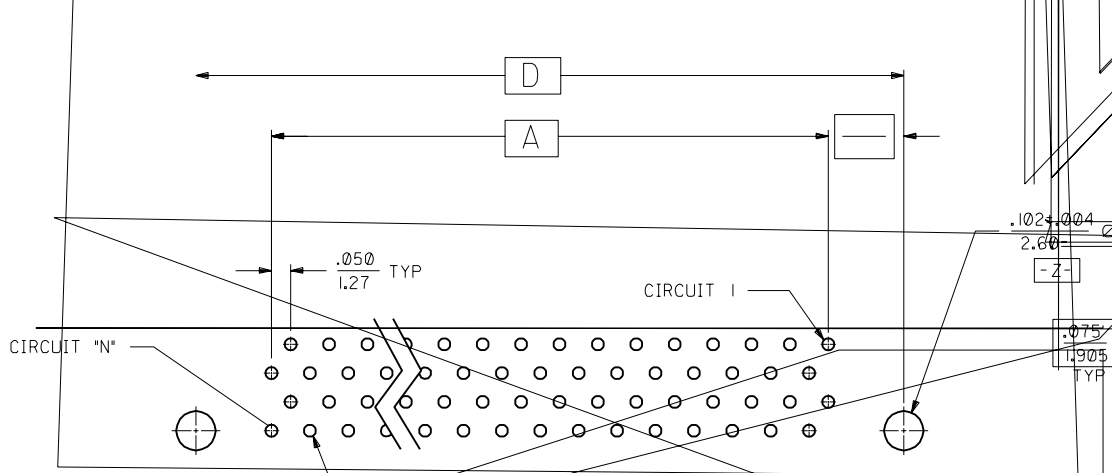 D
A
.102±.004
2.60
-Z-
.050
1.27
TYP
CIRCUIT 1
CIRCUIT "N"
.075
1.905
TYP